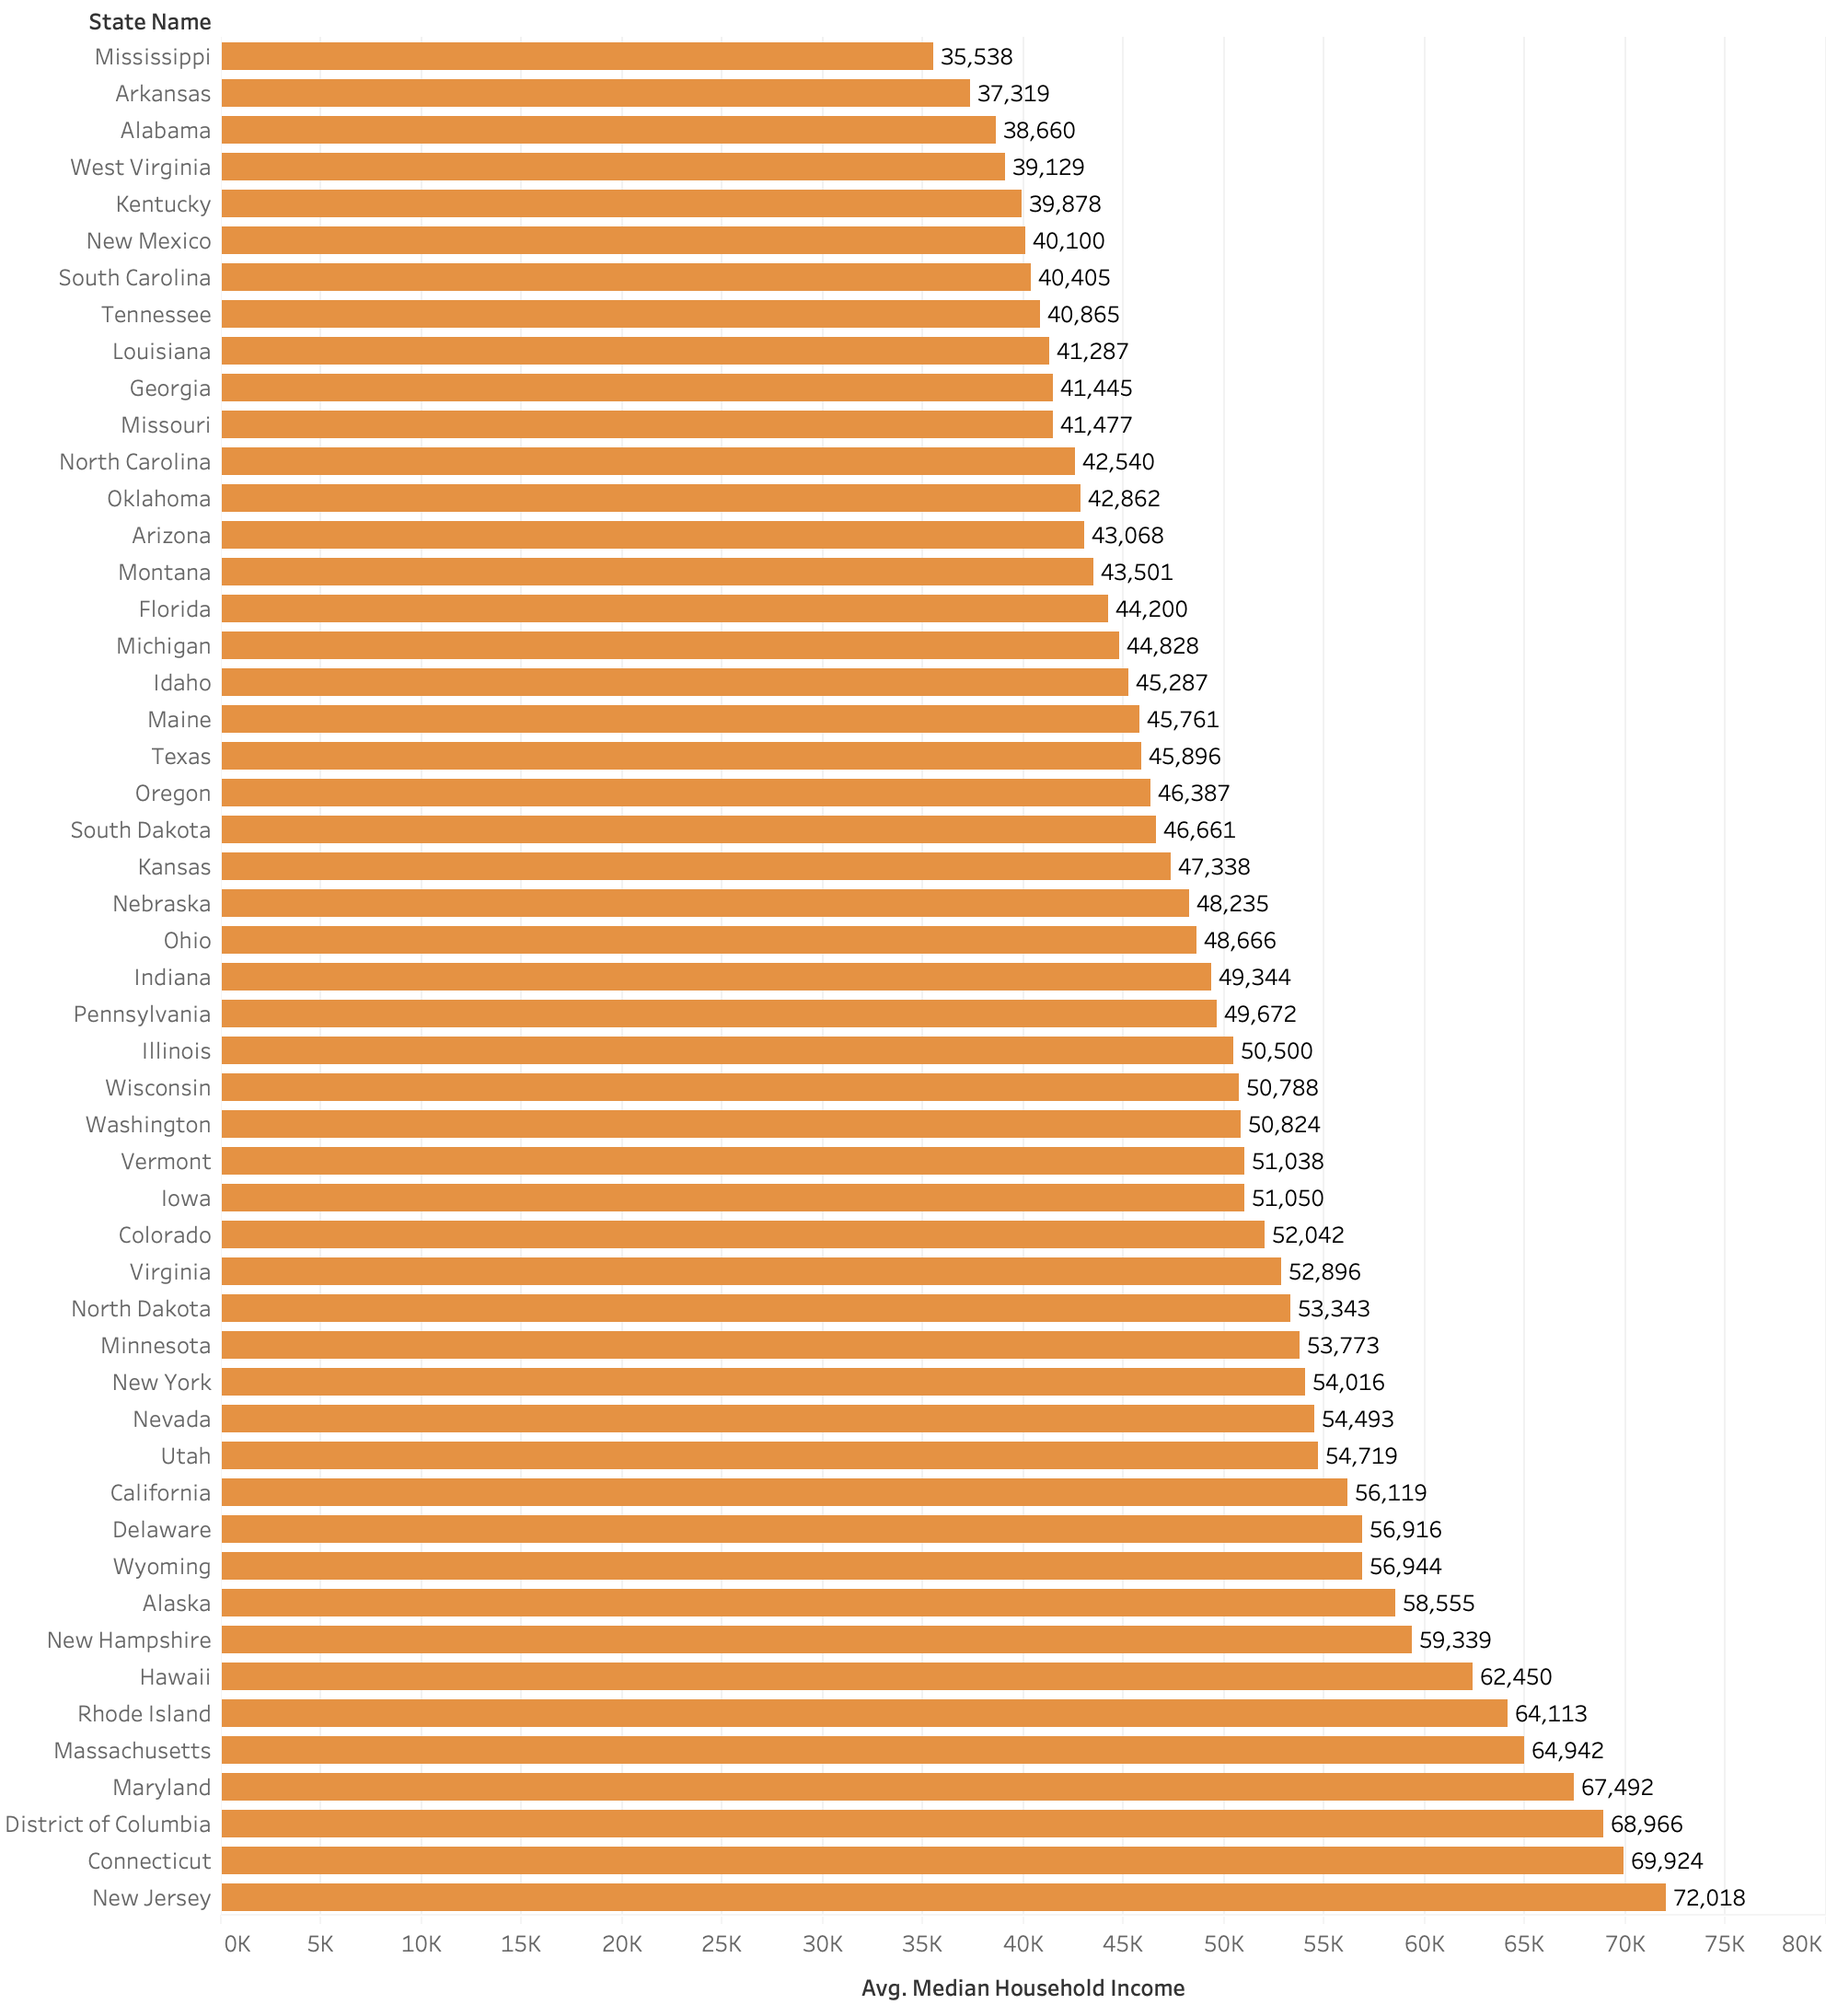 State Name
Mississippi 35,538
Arkansas 37,319
Alabama 38,660
West Virginia 39,129
Kentucky 39,878
New Mexico 40,100
South Carolina 40,405
Tennessee 40,865
Louisiana 41,287
Georgia 41,445
Missouri 41,477
North Carolina 42,540
Oklahoma 42,862
Arizona 43,068
Montana 43,501
Florida 44,200
Michigan 44,828
Idaho 45,287
Maine 45,761
Texas 45,896
Oregon 46,387
South Dakota 46,661
Kansas 47,338
Nebraska 48,235
Ohio 48,666
Indiana 49,344
Pennsylvania 49,672
Illinois 50,500
Wisconsin 50,788
Washington 50,824
Vermont 51,038
Iowa 51,050
Colorado 52,042
Virginia 52,896
North Dakota 53,343
Minnesota 53,773
New York 54,016
Nevada 54,493
Utah 54,719
California 56,119
Delaware 56,916
Wyoming 56,944
Alaska 58,555
New Hampshire 59,339
Hawaii 62,450
Rhode Island 64,113
Massachusetts 64,942
Maryland 67,492
District of Columbia 68,966
Connecticut 69,924
New Jersey 72,018
0K 5K 10K 15K 20K 25K 30K 35K 40K 45K 50K 55K 60K 65K 70K 75K 80K
Avg. Median Household Income